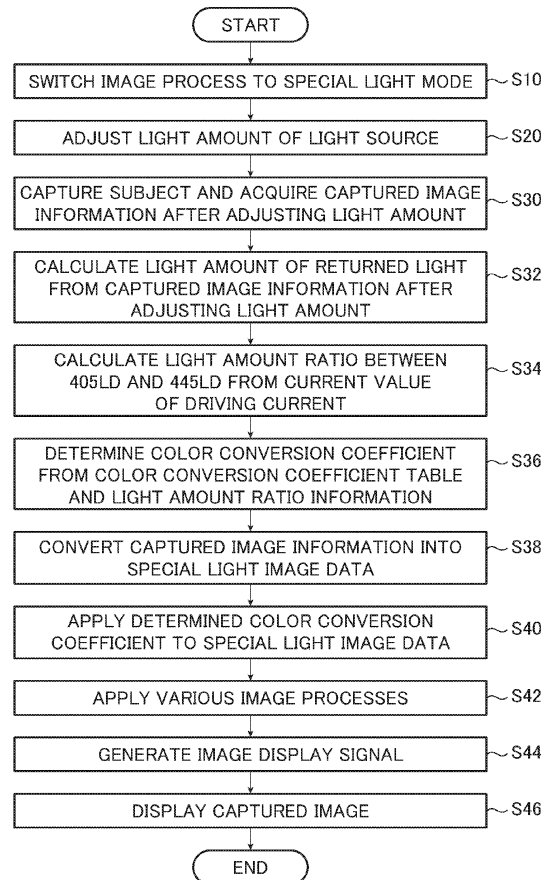 START
SWITCH IMAGE PROCESS TO SPECIAL LIGHT MODE
S10
ADJUST LIGHT AMOUNT OF LIGHT SOURCE
S20
CAPTURE SUBJECT AND ACQUIRE CAPTURED IMAGE
INFORMATION AFTER ADJUSTING LIGHT AMOUNT
S30
CALCULATE LIGHT AMOUNT OF RETURNED LIGHT
FROM CAPTURED IMAGE INFORMATION AFTER
ADJUSTING LIGHT AMOUNT
S32
CALCULATE LIGHT AMOUNT RATIO BETWEEN
405LD AND 445LD FROM CURRENT VALUE
OF DRIVING CURRENT
S34
DETERMINE COLOR CONVERSION COEFFICIENT
FROM COLOR CONVERSION COEFFICIENT TABLE
AND LIGHT AMOUNT RATIO INFORMATION
S36
CONVERT CAPTURED IMAGE INFORMATION INTO
SPECIAL LIGHT IMAGE DATA
S38
APPLY DETERMINED COLOR CONVERSION
COEFFICIENT TO SPECIAL LIGHT IMAGE DATA
S40
APPLY VARIOUS IMAGE PROCESSES
S42
GENERATE IMAGE DISPLAY SIGNAL
S44
DISPLAY CAPTURED IMAGE
S46
END